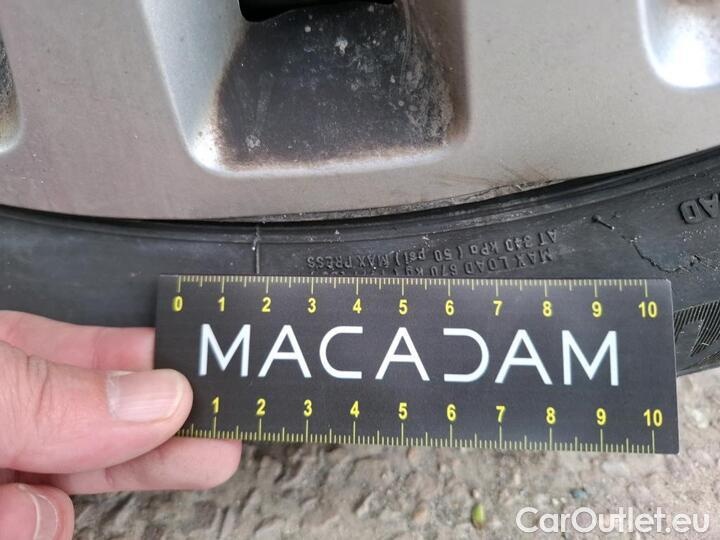 MAX LOAD 670 kg (
AT 340 kPa ( 50 psi ) MAX PRESS
0 1 2 3 4 5 6 7 8 9 10
MACADAM
1 2 3 4 5 6 7 8 9 10
CarOutlet.eu